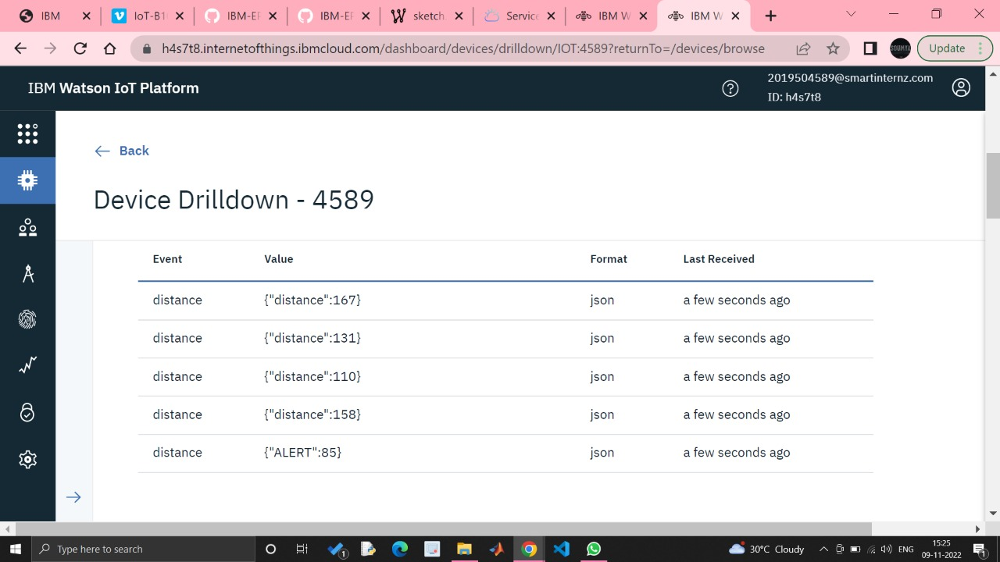 IBM
IoT-B1
IBM-EF
IBM-EF
sketch.
Service
IBM W
IBM W
h4s7t8.internetofthings.ibmcloud.com/dashboard/devices/drilldown/IOT:4589?returnTo=/devices/browse
Update
IBM Watson IoT Platform
2019504589@smartinternz.com
ID: h4s7t8
Back
Device Drilldown - 4589
Event Value Format Last Received
distance {"distance":167} json a few seconds ago
distance {"distance":131} json a few seconds ago
distance {"distance":110} json a few seconds ago
distance {"distance":158} json a few seconds ago
distance {"ALERT":85} json a few seconds ago
Type here to search
1
30°C Cloudy
ENG
15:25
09-11-2022
1